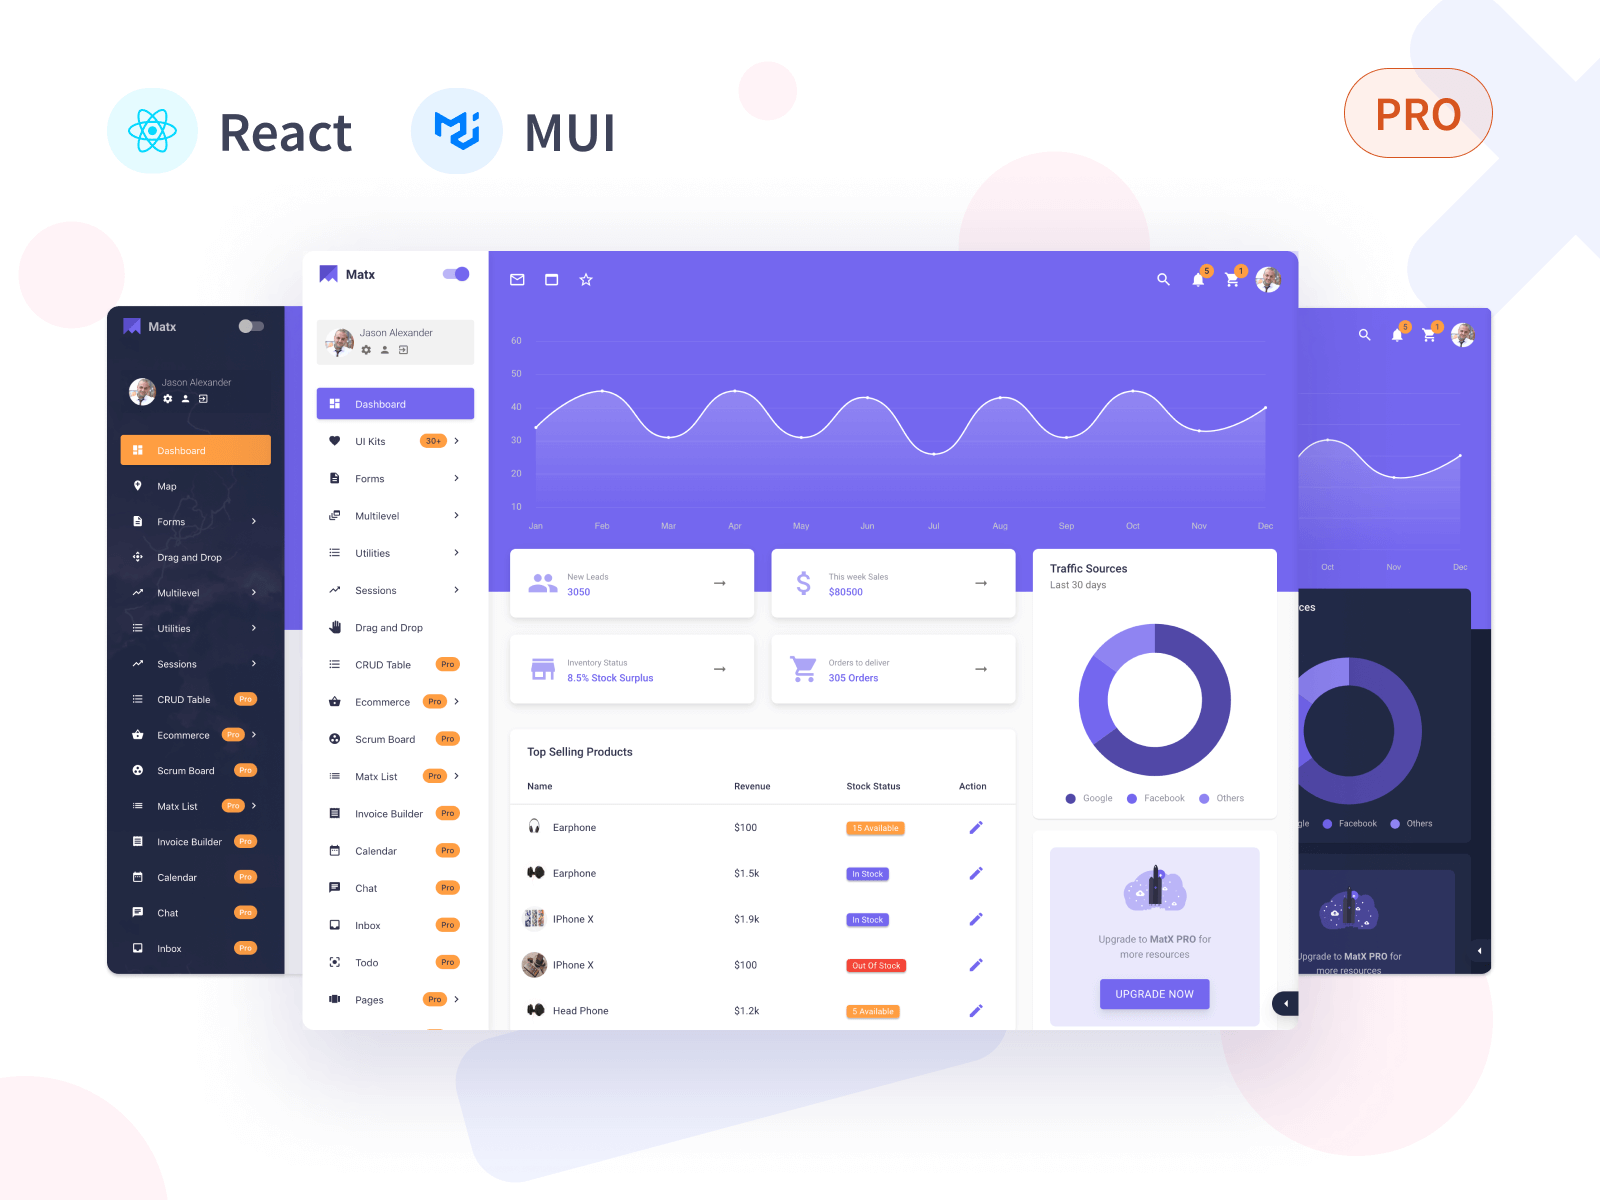 React
MUI
PRO
Matx
Jason Alexander
Dashboard
Map
Forms
Drag and Drop
Multilevel
Utilities
Sessions
CRUD Table Pro
Ecommerce Pro
Scrum Board Pro
Matx List Pro
Invoice Builder Pro
Calendar Pro
Chat Pro
Inbox Pro
Matx
Jason Alexander
Dashboard
UI Kits 30+
Forms
Multilevel
Utilities
Sessions
Drag and Drop
CRUD Table Pro
Ecommerce Pro
Scrum Board Pro
Matx List Pro
Invoice Builder Pro
Calendar Pro
Chat Pro
Inbox Pro
Todo Pro
Pages Pro
5 1
60
50
40
30
20
10
Jan Feb Mar Apr May Jun Jul Aug Sep Oct Nov Dec
New Leads
3050
This week Sales
$80500
Inventory Status
8.5% Stock Surplus
Orders to deliver
305 Orders
Top Selling Products
Name Revenue Stock Status Action
Earphone $100 15 Available
Earphone $1.5k In Stock
IPhone X $1.9k In Stock
IPhone X $100 Out Of Stock
Head Phone $1.2k 5 Available
Traffic Sources
Last 30 days
Google Facebook Others
Upgrade to MatX PRO for
more resources
UPGRADE NOW
5 1
Oct Nov Dec
ces
gle Facebook Others
Upgrade to MatX PRO for
more resources